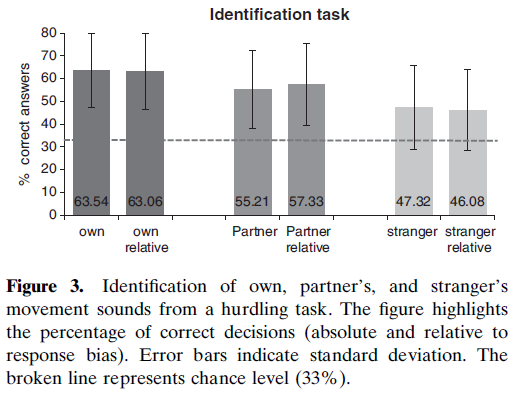 Identification task
80
70
60
50
40
30
20
10
0
% correct answers
63.54 63.06 55.21 57.33 47.32 46.08
own own relative Partner Partner relative stranger stranger relative
Figure 3. Identification of own, partner's, and stranger's
movement sounds from a hurdling task. The figure highlights
the percentage of correct decisions (absolute and relative to
response bias). Error bars indicate standard deviation. The
broken line represents chance level (33%).